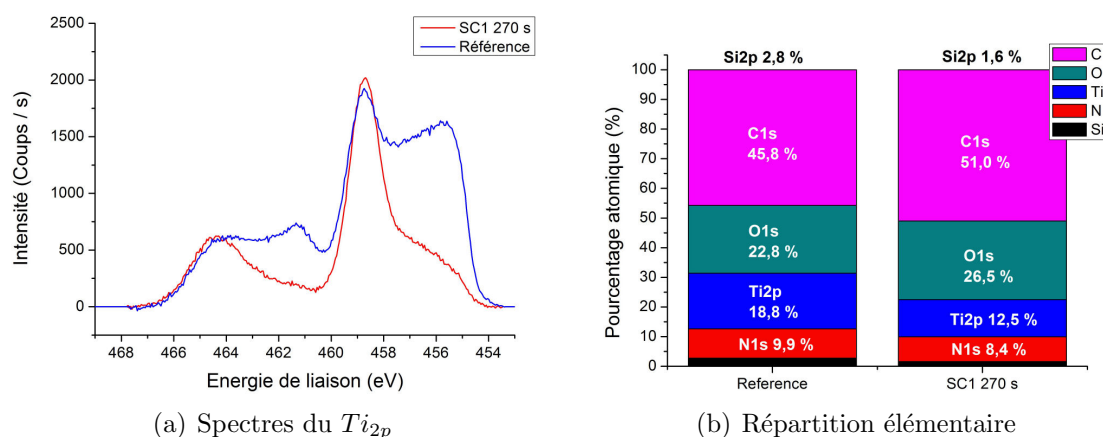 2500
2000
1500
1000
500
0
Intensité (Coups / s)
SC1 270 s
Référence
468 466 464 462 460 458 456 454
Energie de liaison (eV)
(a) Spectres du Ti2p
100
90
80
70
60
50
40
30
20
10
0
Pourcentage atomique (%)
Si2p 2,8 %
C1s
45,8 %
O1s
22,8 %
Ti2p
18,8 %
N1s 9,9 %
Reference
Si2p 1,6 %
C1s
51,0 %
O1s
26,5 %
Ti2p 12,5 %
N1s 8,4 %
SC1 270 s
C
O
Ti
N
Si
(b) Répartition élémentaire